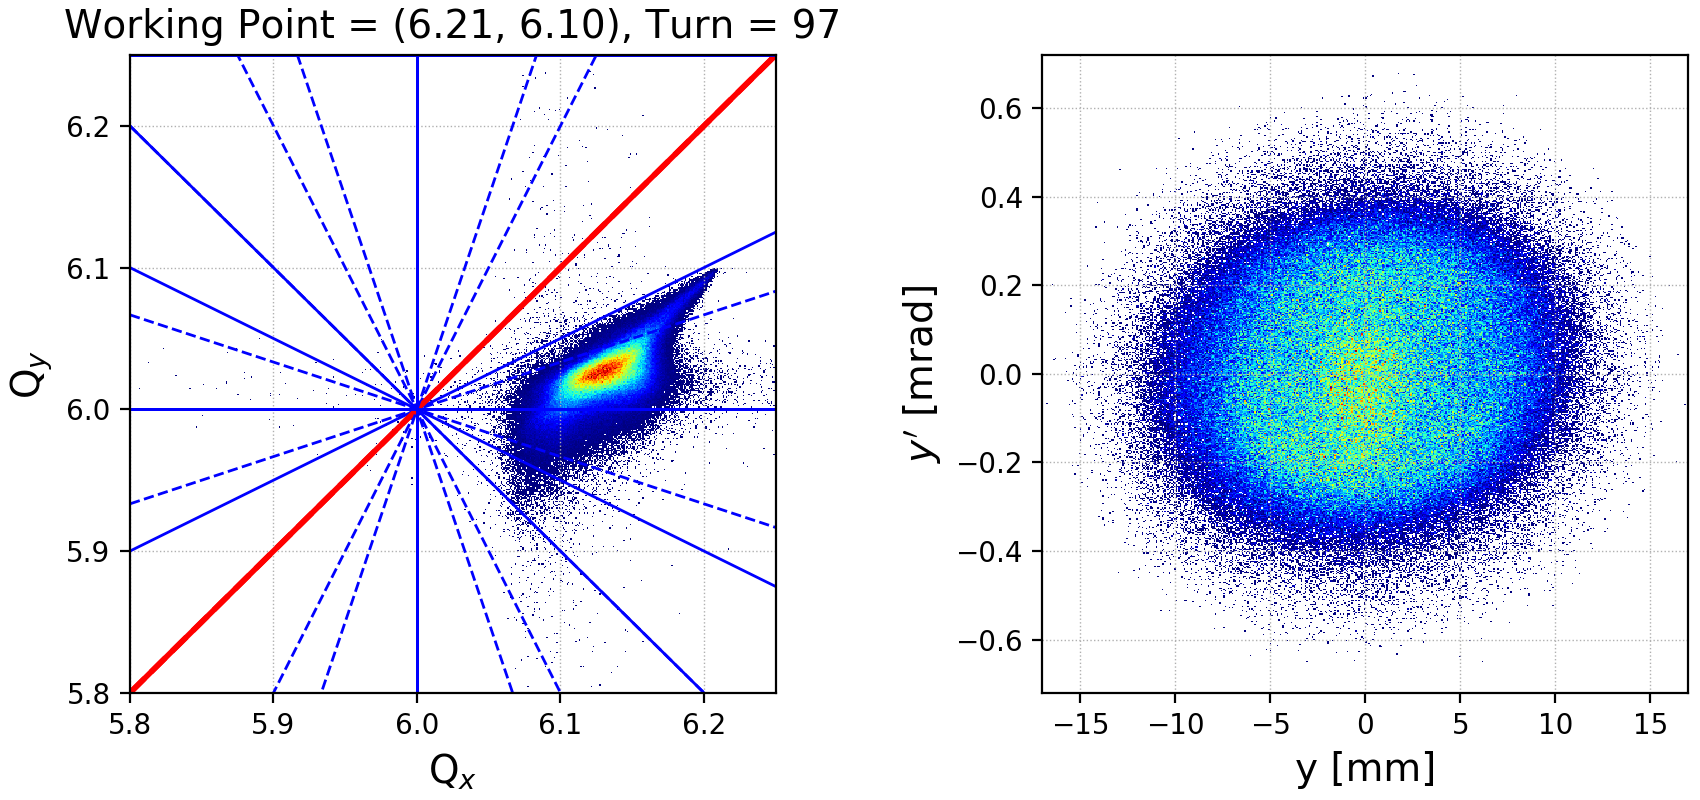 Working Point = (6.21, 6.10), Turn = 97
6.2
6.1
6.0
5.9
5.8
Q_y
5.8 5.9 6.0 6.1 6.2
Q_x
0.6
0.4
0.2
0.0
−0.2
−0.4
−0.6
y′ [mrad]
−15 −10 −5 0 5 10 15
y [mm]